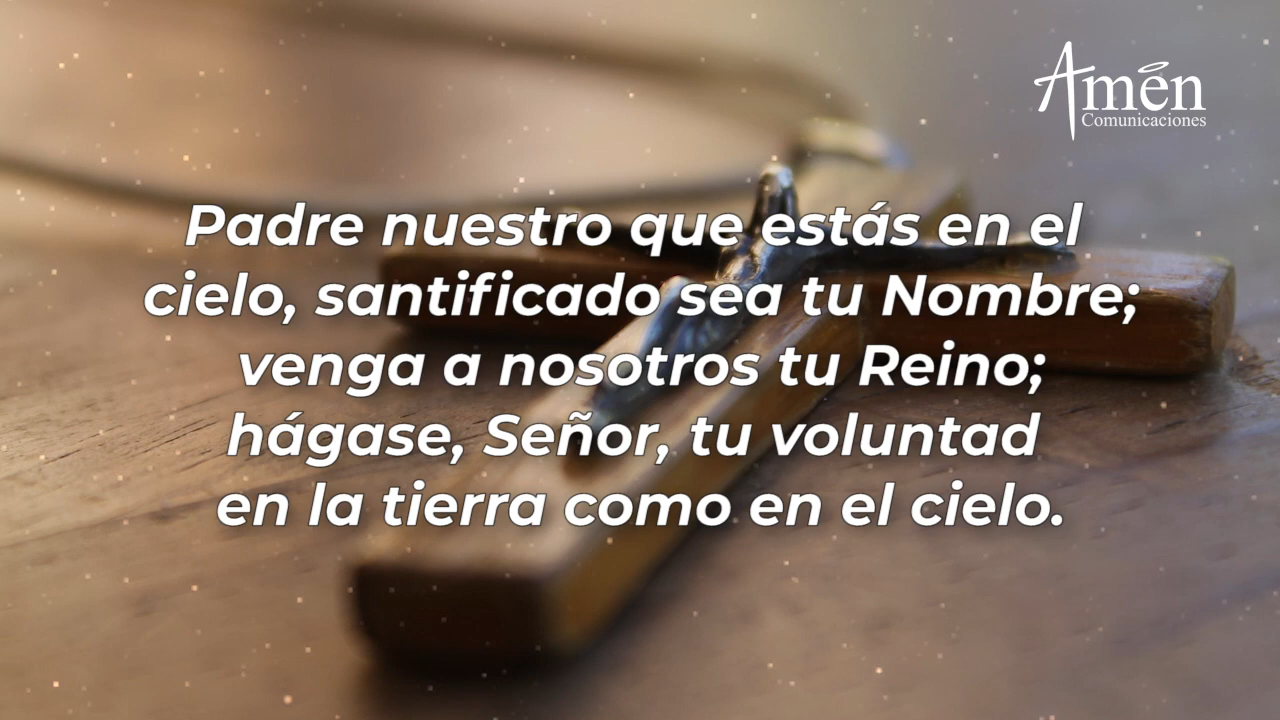 Amén
Comunicaciones
Padre nuestro que estás en el
cielo, santificado sea tu Nombre;
venga a nosotros tu Reino;
hágase, Señor, tu voluntad
en la tierra como en el cielo.